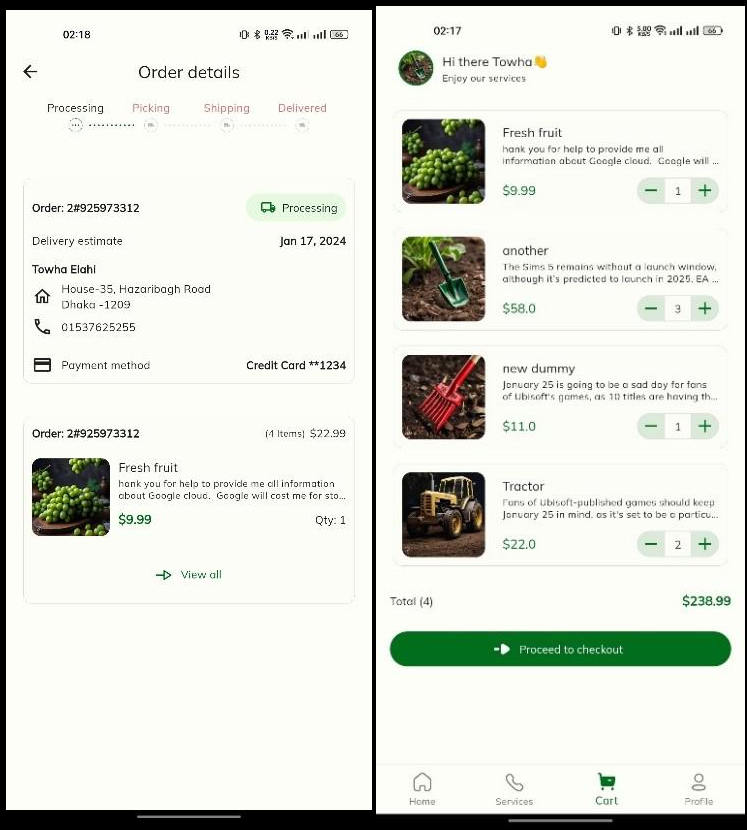 02:18
0.22
KB/S
66
Order details
Processing
Picking
Shipping
Delivered
Order: 2#925973312
Processing
Delivery estimate
Jan 17, 2024
Towha Elahi
House-35, Hazaribagh Road
Dhaka -1209
01537625255
Payment method
Credit Card **1234
Order: 2#925973312
(4 Items) $22.99
Fresh fruit
hank you for help to provide me all information
about Google cloud. Google will cost me for sto...
$9.99
Qty: 1
View all
02:17
5.00
KB/S
66
Hi there Towha👋
Enjoy our services
Fresh fruit
hank you for help to provide me all
information about Google cloud. Google will ...
$9.99
− 1 +
another
The Sims 5 remains without a launch window,
although it's predicted to launch in 2025. EA ...
$58.0
− 3 +
new dummy
January 25 is going to be a sad day for fans
of Ubisoft's games, as 10 titles are having th...
$11.0
− 1 +
Tractor
Fans of Ubisoft-published games should keep
January 25 in mind, as it's set to be a particu...
$22.0
− 2 +
Total (4)
$238.99
Proceed to checkout
Home
Services
Cart
Profile